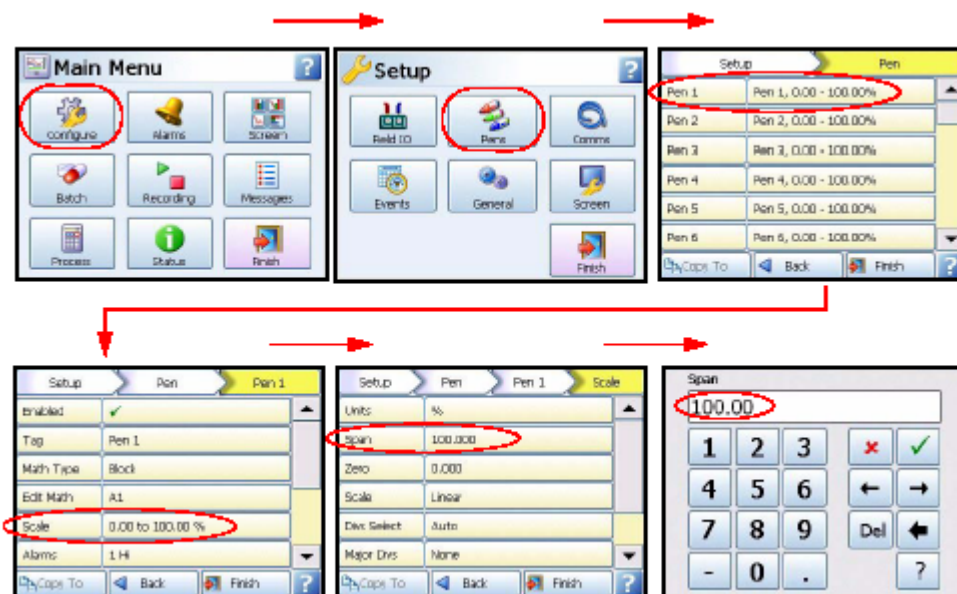 Main Menu
?
Configure
Alarms
Screen
Batch
Recording
Messages
Process
Status
Finish
Setup
?
Field IO
Pens
Comms
Events
General
Screen
Finish
Setup Pen
Pen 1 Pen 1, 0.00 - 100.00%
Pen 2 Pen 2, 0.00 - 100.00%
Pen 3 Pen 3, 0.00 - 100.00%
Pen 4 Pen 4, 0.00 - 100.00%
Pen 5 Pen 5, 0.00 - 100.00%
Pen 6 Pen 6, 0.00 - 100.00%
Copy To Back Finish ?
Setup Pen Pen 1
Enabled ✓
Tag Pen 1
Math Type Block
Edit Math A1
Scale 0.00 to 100.00 %
Alarms 1 Hi
Copy To Back Finish ?
Setup Pen Pen 1 Scale
Units %
Span 100.000
Zero 0.000
Scale Linear
Divs Select Auto
Major Divs None
Copy To Back Finish ?
Span
100.00
1 2 3 × ✓
4 5 6 ← →
7 8 9 Del ←
- 0 . ?